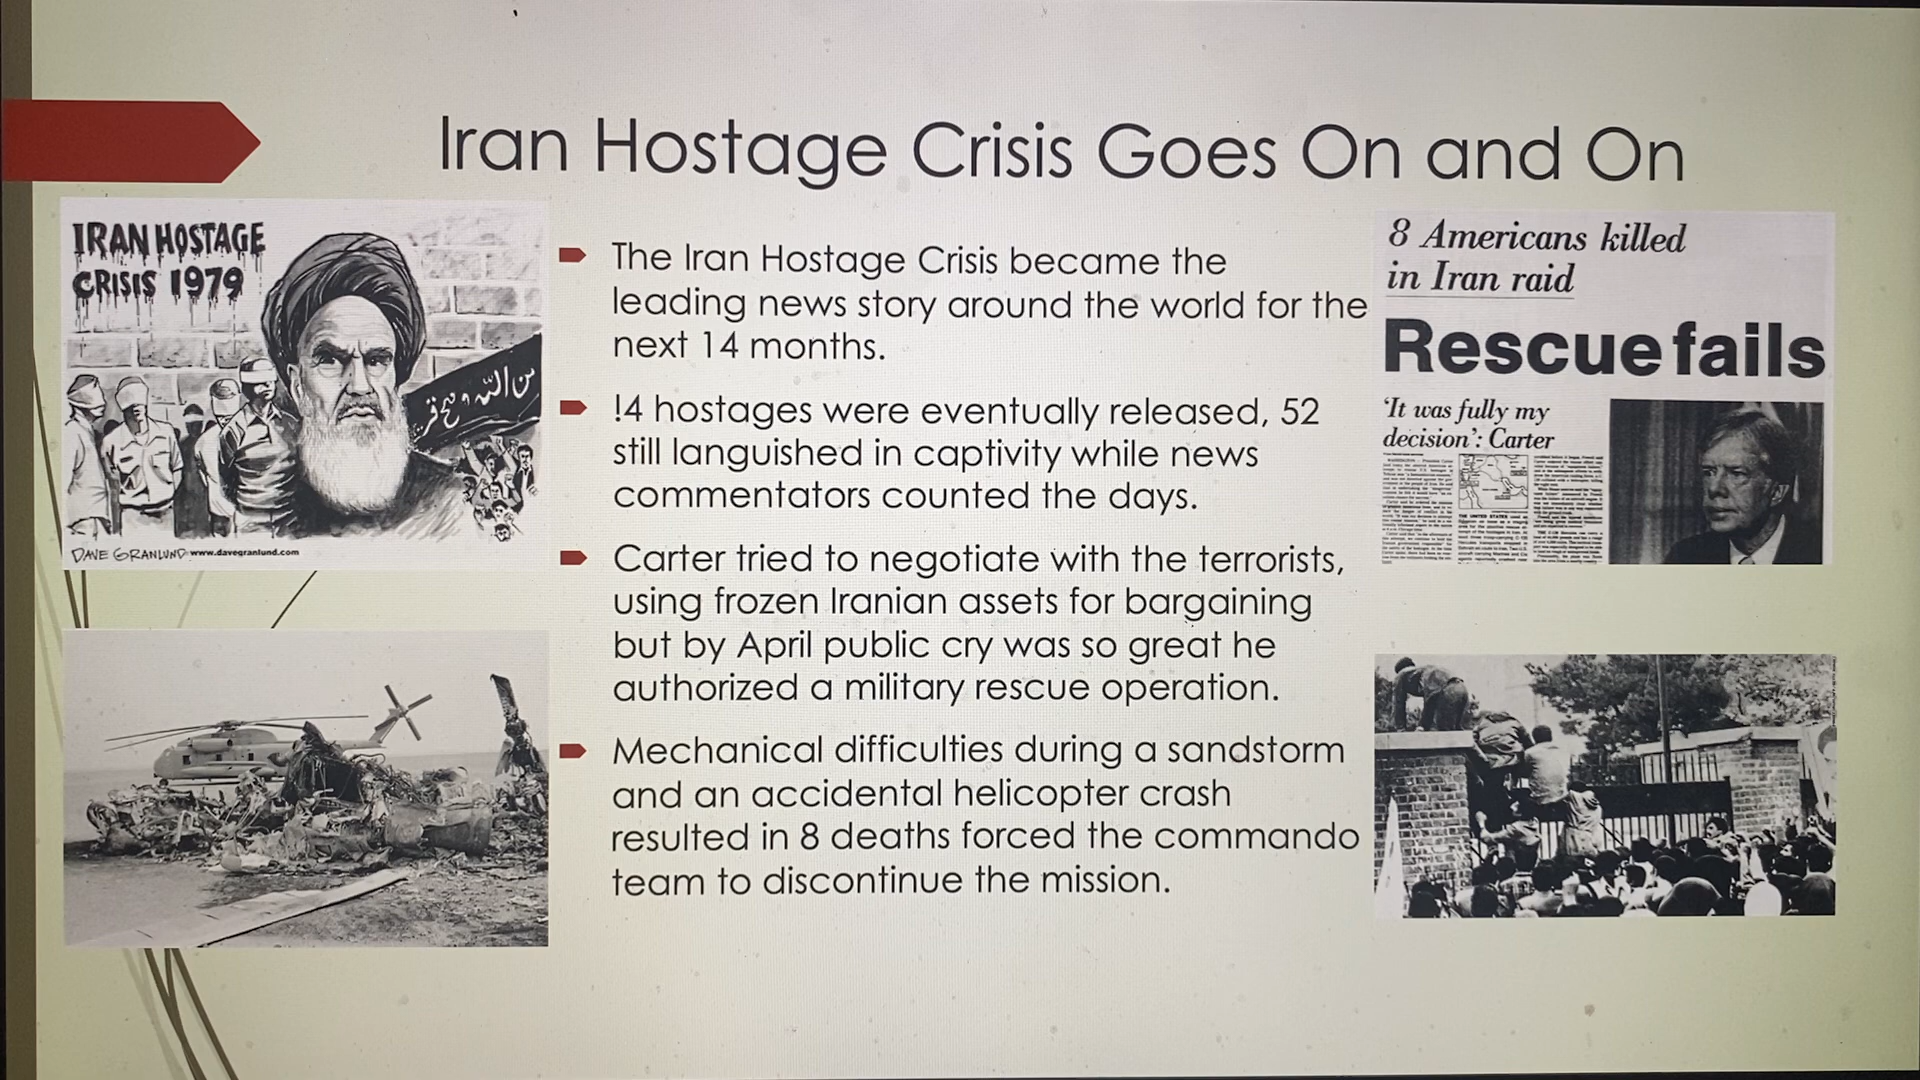 Iran Hostage Crisis Goes On and On
IRAN HOSTAGE
CRISIS 1979
DAVE GRANLUND www.davegranlund.com
The Iran Hostage Crisis became the
leading news story around the world for the
next 14 months.
!4 hostages were eventually released, 52
still languished in captivity while news
commentators counted the days.
Carter tried to negotiate with the terrorists,
using frozen Iranian assets for bargaining
but by April public cry was so great he
authorized a military rescue operation.
Mechanical difficulties during a sandstorm
and an accidental helicopter crash
resulted in 8 deaths forced the commando
team to discontinue the mission.
8 Americans killed
in Iran raid
Rescue fails
‘It was fully my
decision’: Carter